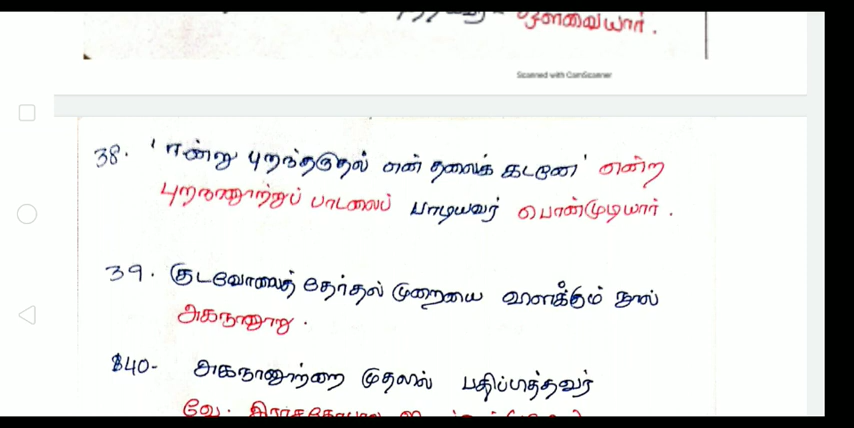 ஔவையார்.
Scanned with CamScanner
38. 'ஈன்று புறந்தருதல் என் தலைக் கடனே' என்ற
புறநானூற்றுப் பாடலைப் பாடியவர் பொன்முடியார்.
39. குடவோலைத் தேர்தல் முறையை விளக்கும் நூல்
அகநானூறு.
40- அகநானூற்றை முதலில் பதிப்பித்தவர்
வே.